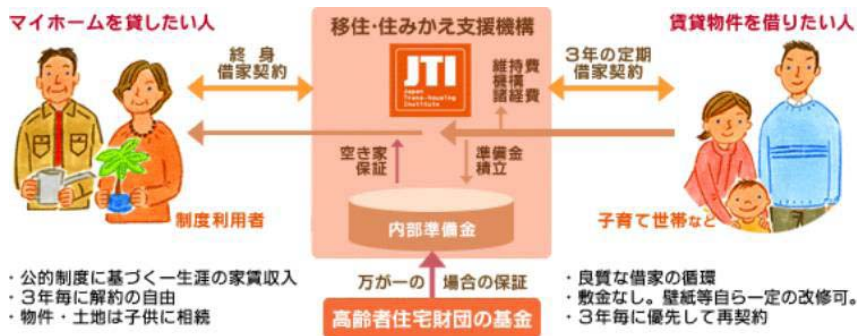 マイホームを貸したい人
移住・住みかえ支援機構
賃貸物件を借りたい人
終身
借家契約
JTI
Japan
Trans-housing
Institute
維持費
機構
諸経費
3年の定期
借家契約
空き家
保証
準備金
積立
制度利用者
内部準備金
子育て世帯など
・公的制度に基づく一生涯の家賃収入
・3年毎に解約の自由
・物件・土地は子供に相続
万が一の 場合の保証
高齢者住宅財団の基金
・良質な借家の循環
・敷金なし。壁紙等自ら一定の改修可。
・3年毎に優先して再契約